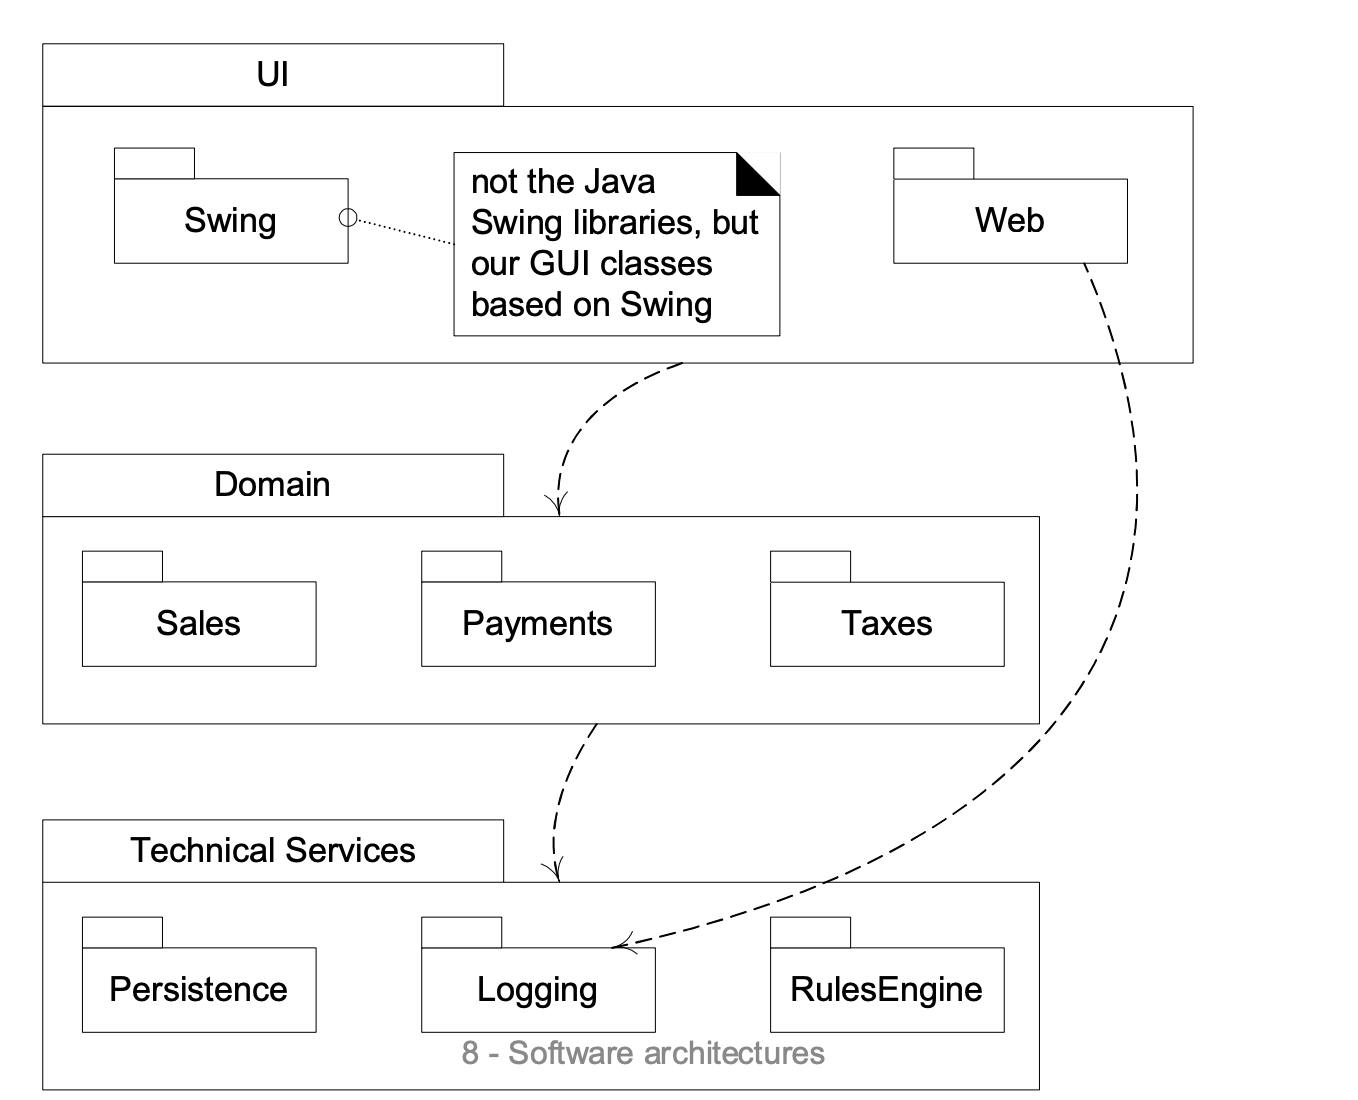 UI
Swing
not the Java
Swing libraries, but
our GUI classes
based on Swing
Web
Domain
Sales
Payments
Taxes
Technical Services
Persistence
Logging
RulesEngine
8 - Software architectures